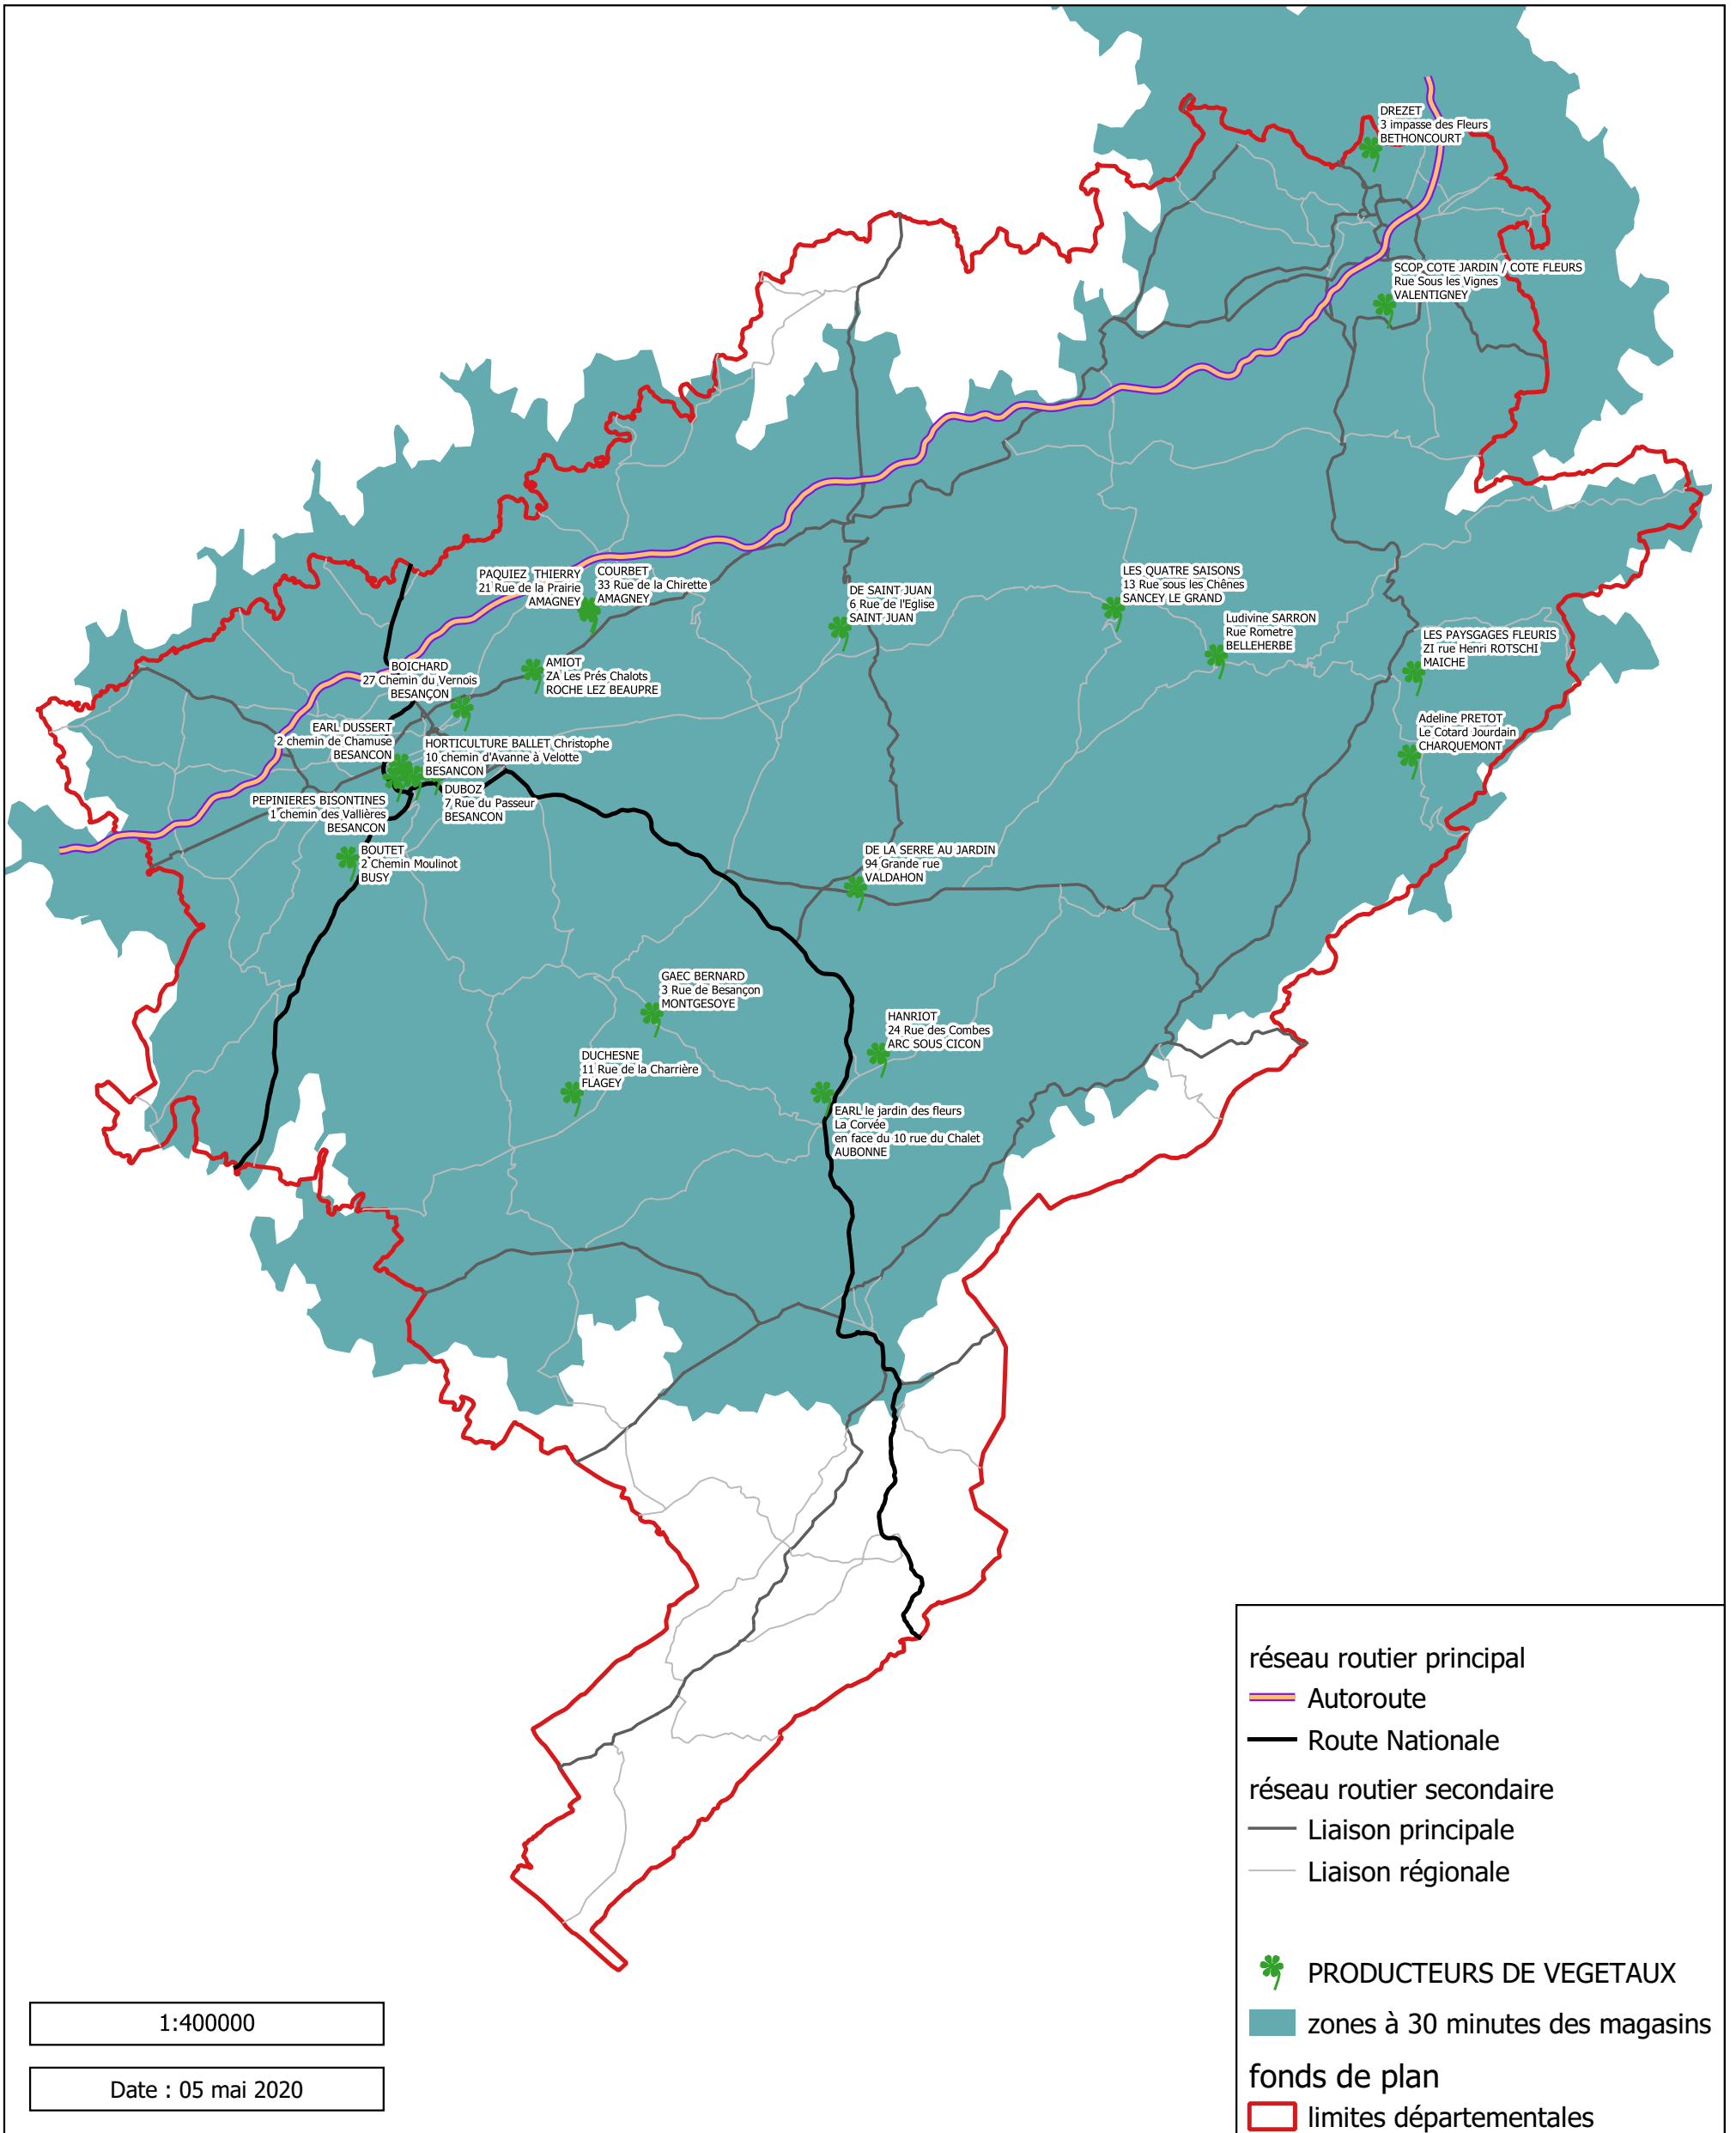 DREZET
3 impasse des Fleurs
BETHONCOURT
SCOP COTE JARDIN / COTE FLEURS
Rue Sous les Vignes
VALENTIGNEY
PAQUIEZ THIERRY
21 Rue de la Prairie
AMAGNEY
COURBET
33 Rue de la Chirette
AMAGNEY
DE SAINT JUAN
6 Rue de l'Eglise
SAINT JUAN
LES QUATRE SAISONS
13 Rue sous les Chênes
SANCEY LE GRAND
Ludivine SARRON
Rue Rometre
BELLEHERBE
LES PAYSGAGES FLEURIS
ZI rue Henri ROTSCHI
MAICHE
BOICHARD
27 Chemin du Vernois
BESANÇON
AMIOT
ZA Les Prés Chalots
ROCHE LEZ BEAUPRE
Adeline PRETOT
Le Cotard Jourdain
CHARQUEMONT
EARL DUSSERT
2 chemin de Chamuse
BESANCON
HORTICULTURE BALLET Christophe
10 chemin d'Avanne à Velotte
BESANCON
DUBOZ
7 Rue du Passeur
BESANCON
PEPINIERES BISONTINES
1 chemin des Vallières
BESANCON
BOUTET
2 Chemin Moulinot
BUSY
DE LA SERRE AU JARDIN
94 Grande rue
VALDAHON
GAEC BERNARD
3 Rue de Besançon
MONTGESOYE
HANRIOT
24 Rue des Combes
ARC SOUS CICON
DUCHESNE
11 Rue de la Charrière
FLAGEY
EARL le jardin des fleurs
La Corvée
en face du 10 rue du Chalet
AUBONNE
réseau routier principal
Autoroute
Route Nationale
réseau routier secondaire
Liaison principale
Liaison régionale
PRODUCTEURS DE VEGETAUX
zones à 30 minutes des magasins
fonds de plan
limites départementales
1:400000
Date : 05 mai 2020